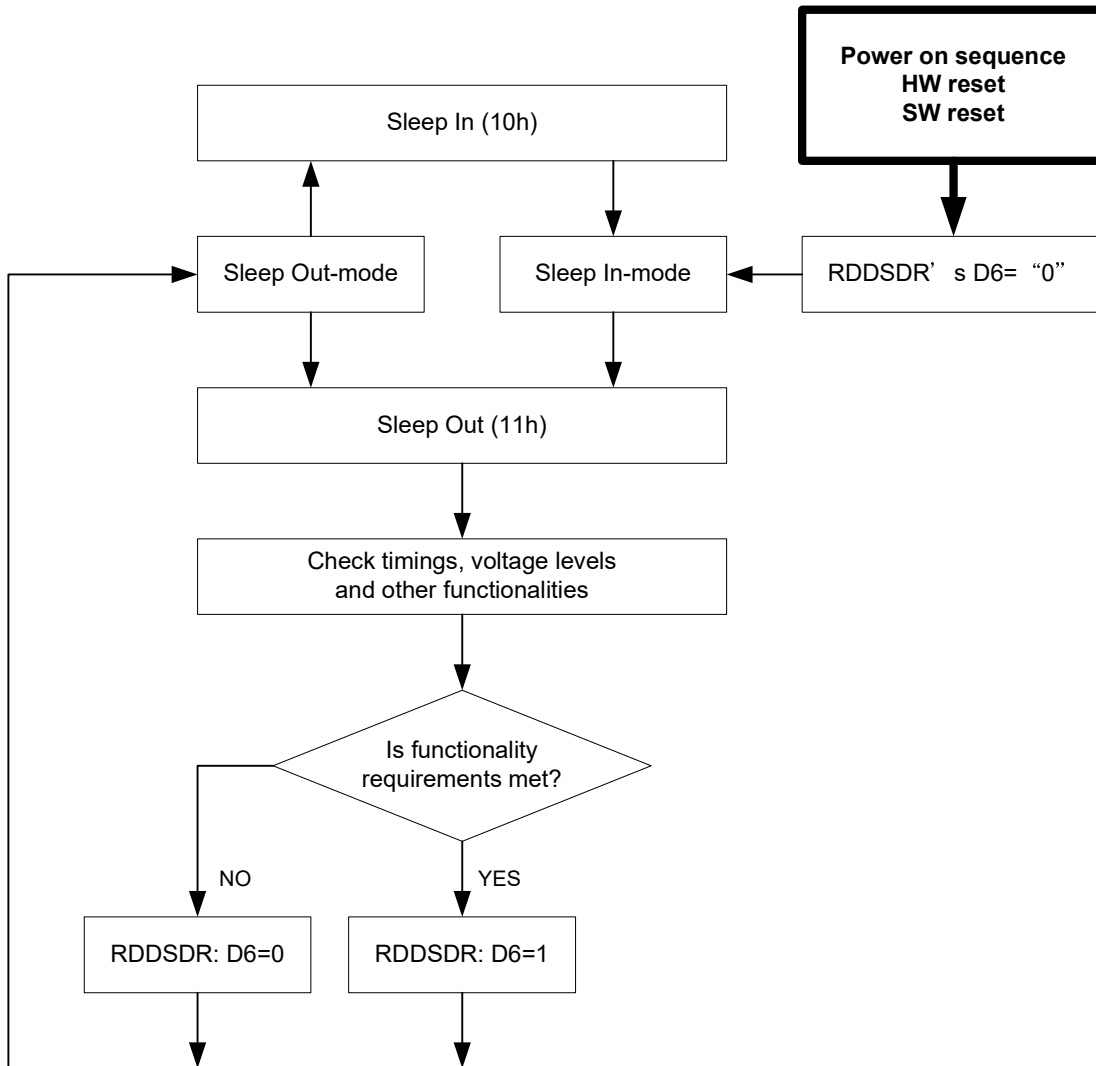 Power on sequence
HW reset
SW reset
Sleep In (10h)
Sleep Out-mode
Sleep In-mode
RDDSDR’s D6= “0”
Sleep Out (11h)
Check timings, voltage levels
and other functionalities
Is functionality
requirements met?
NO
YES
RDDSDR: D6=0
RDDSDR: D6=1